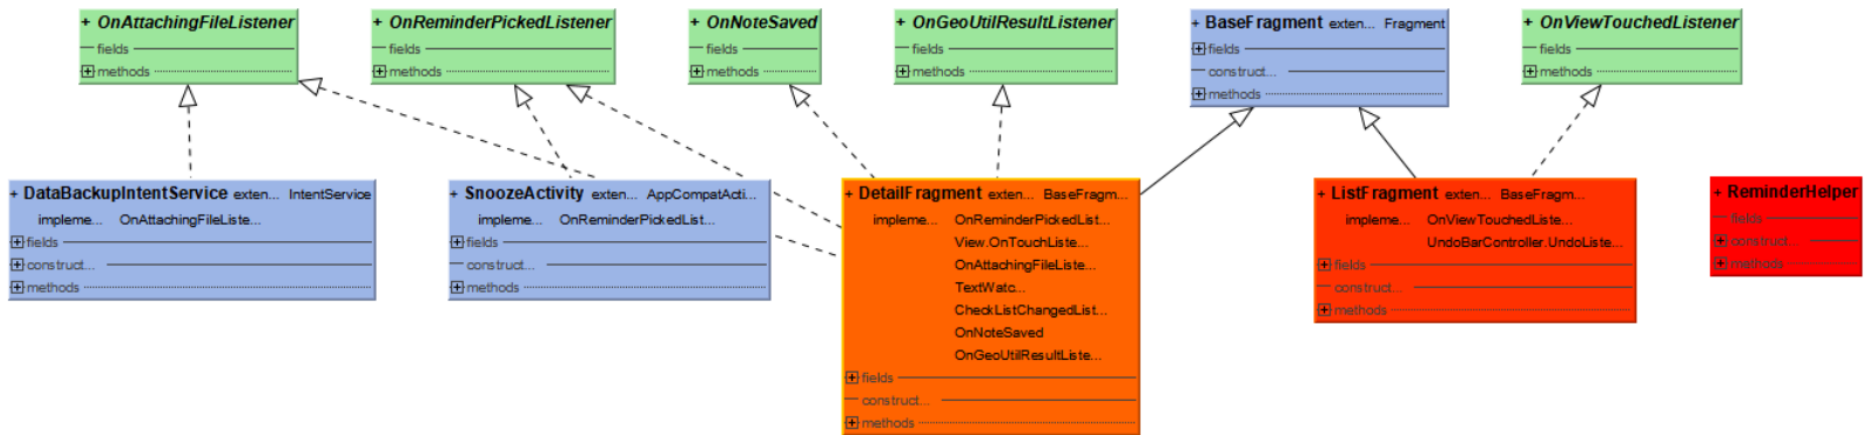 + OnAttachingFileListener
fields
methods
+ OnReminderPickedListener
fields
methods
+ OnNoteSaved
fields
methods
+ OnGeoUtilResultListener
fields
methods
+ BaseFragment exten... Fragment
fields
construct...
methods
+ OnViewTouchedListener
fields
methods
+ DataBackupIntentService exten... IntentService
impleme... OnAttachingFileListe...
fields
construct...
methods
+ SnoozeActivity exten... AppCompatActi...
impleme... OnReminderPickedList...
fields
construct...
methods
+ DetailFragment exten... BaseFragm...
impleme... OnReminderPickedList...
View.OnTouchListe...
OnAttachingFileListe...
TextWatc...
CheckListChangedList...
OnNoteSaved
OnGeoUtilResultListe...
fields
construct...
methods
+ ListFragment exten... BaseFragm...
impleme... OnViewTouchedListe...
UndoBarController.UndoListe...
fields
construct...
methods
+ ReminderHelper
fields
construct...
methods